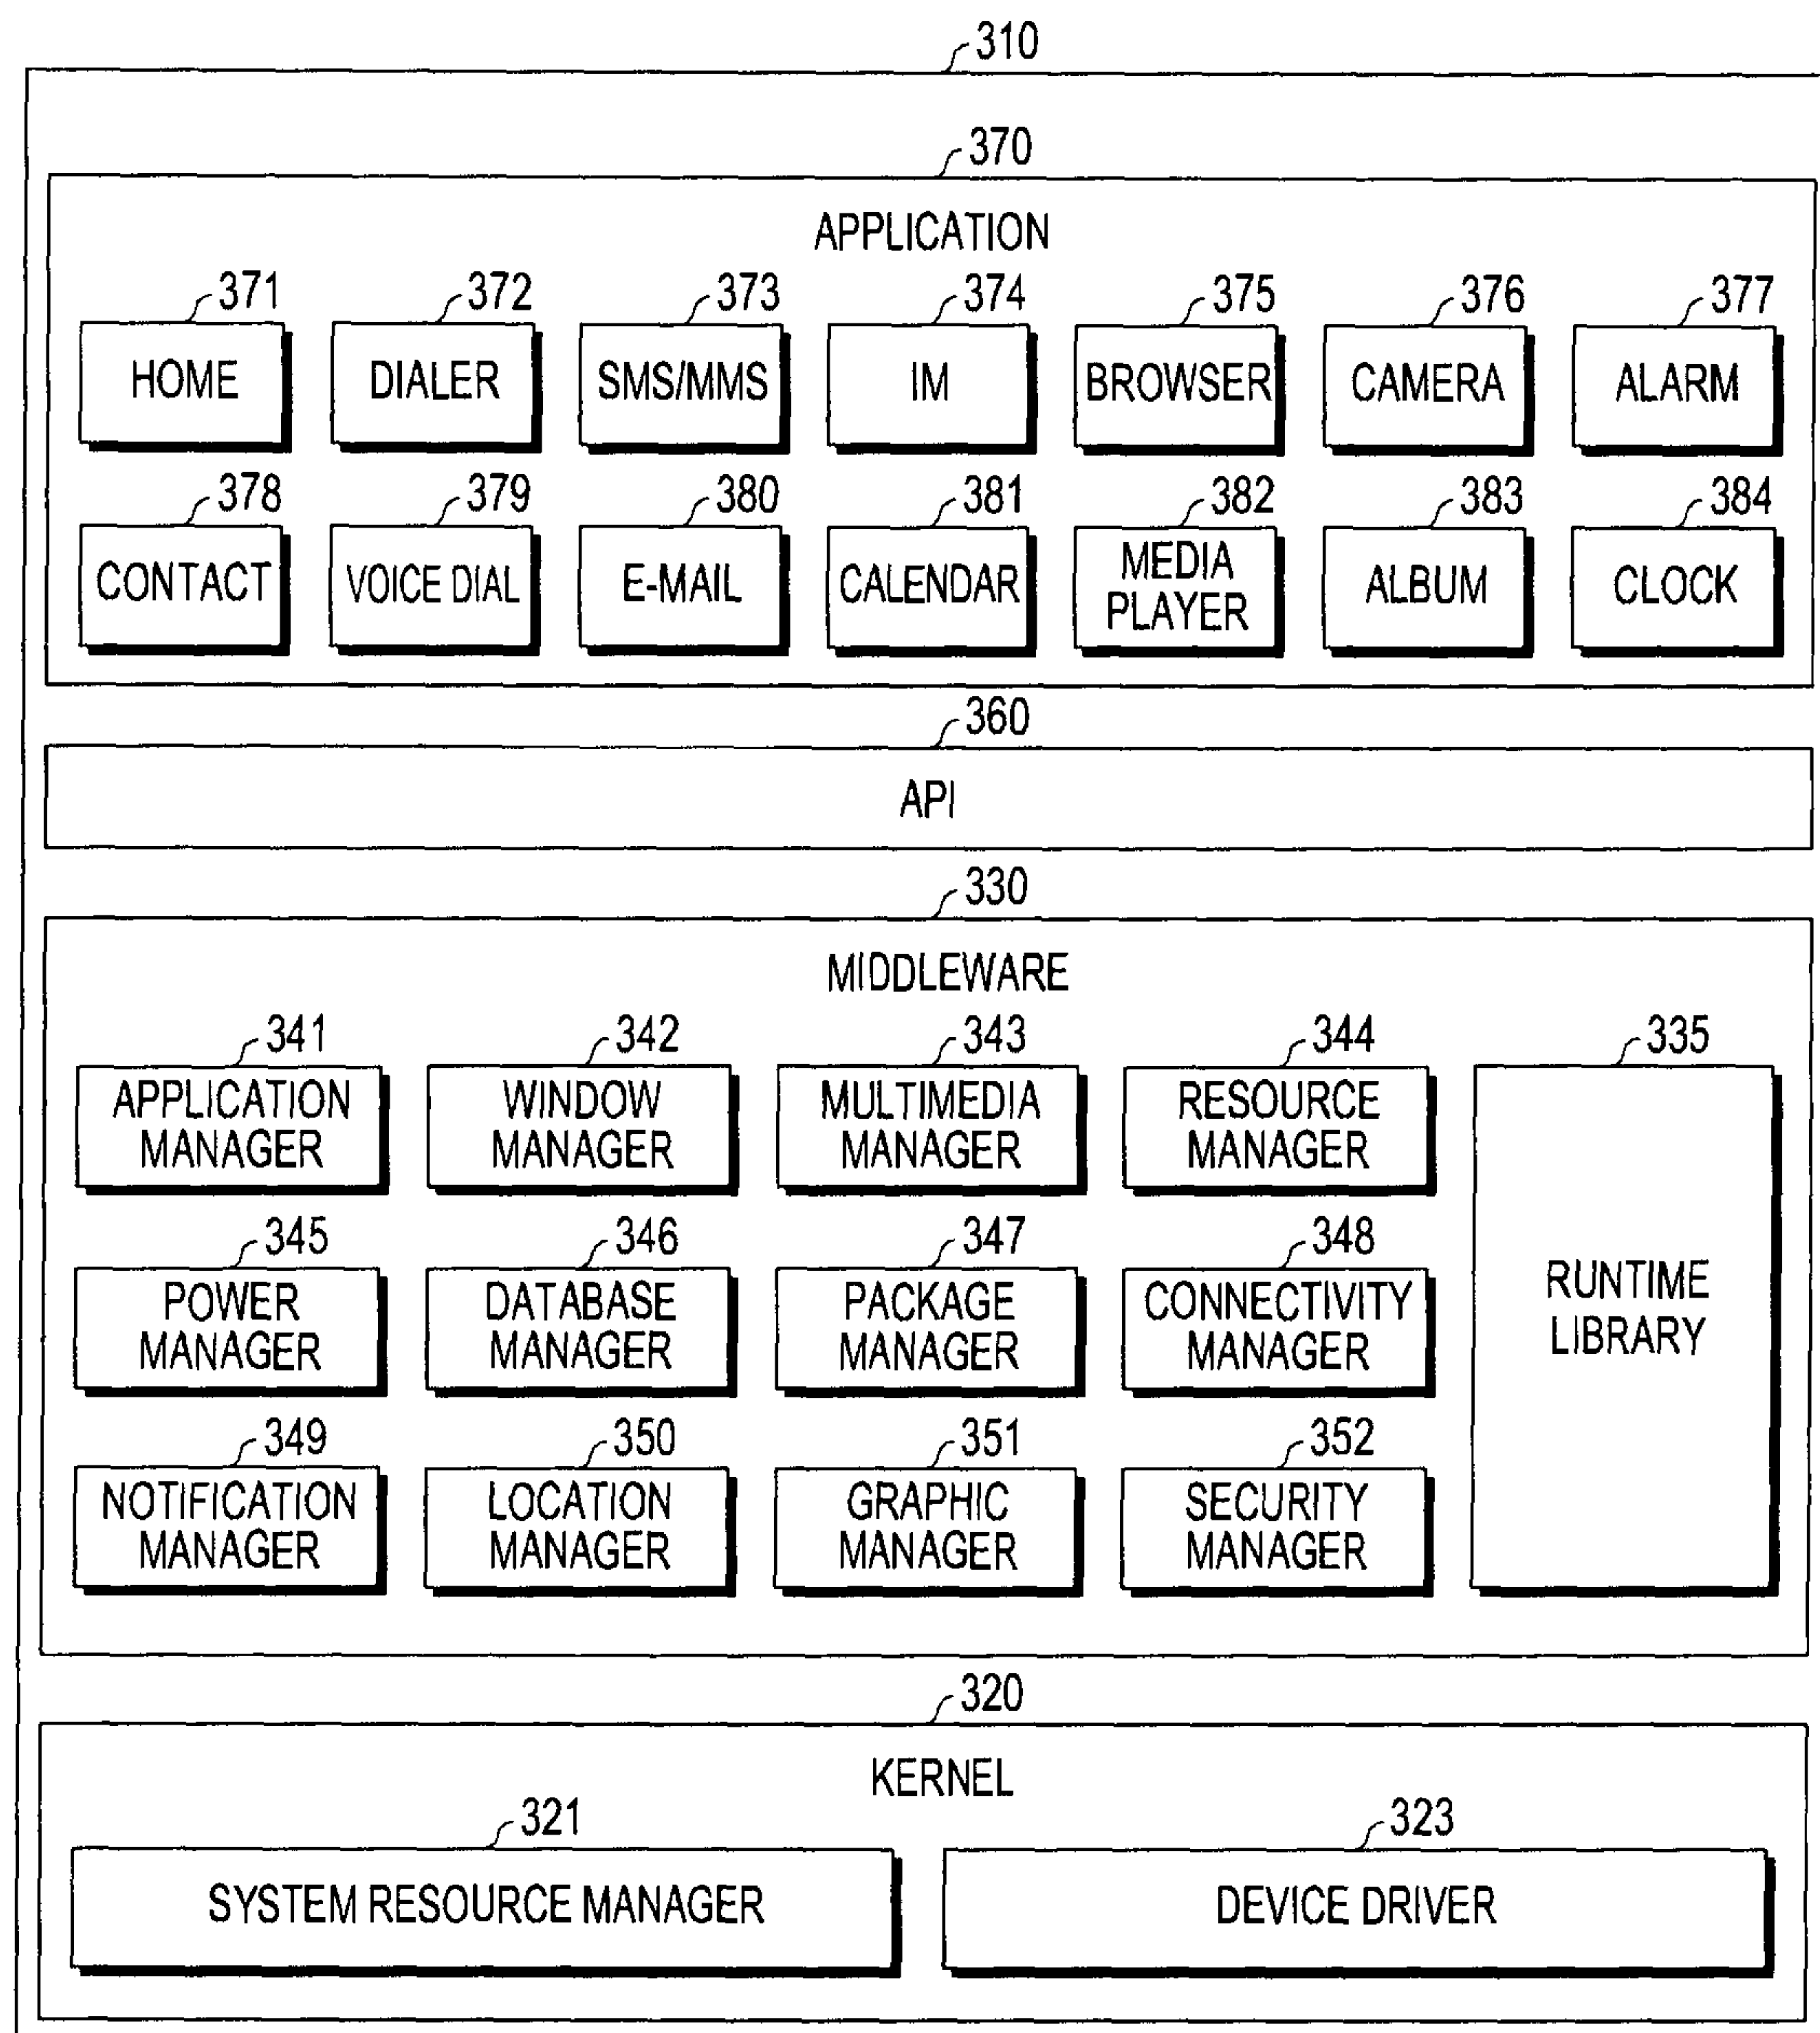 310
370
APPLICATION
371 372 373 374 375 376 377
HOME DIALER SMS/MMS IM BROWSER CAMERA ALARM
378 379 380 381 382 383 384
CONTACT VOICE DIAL E-MAIL CALENDAR MEDIA PLAYER ALBUM CLOCK
360
API
330
MIDDLEWARE
341 342 343 344 335
APPLICATION MANAGER WINDOW MANAGER MULTIMEDIA MANAGER RESOURCE MANAGER
345 346 347 348
POWER MANAGER DATABASE MANAGER PACKAGE MANAGER CONNECTIVITY MANAGER RUNTIME LIBRARY
349 350 351 352
NOTIFICATION MANAGER LOCATION MANAGER GRAPHIC MANAGER SECURITY MANAGER
320
KERNEL
321 323
SYSTEM RESOURCE MANAGER DEVICE DRIVER